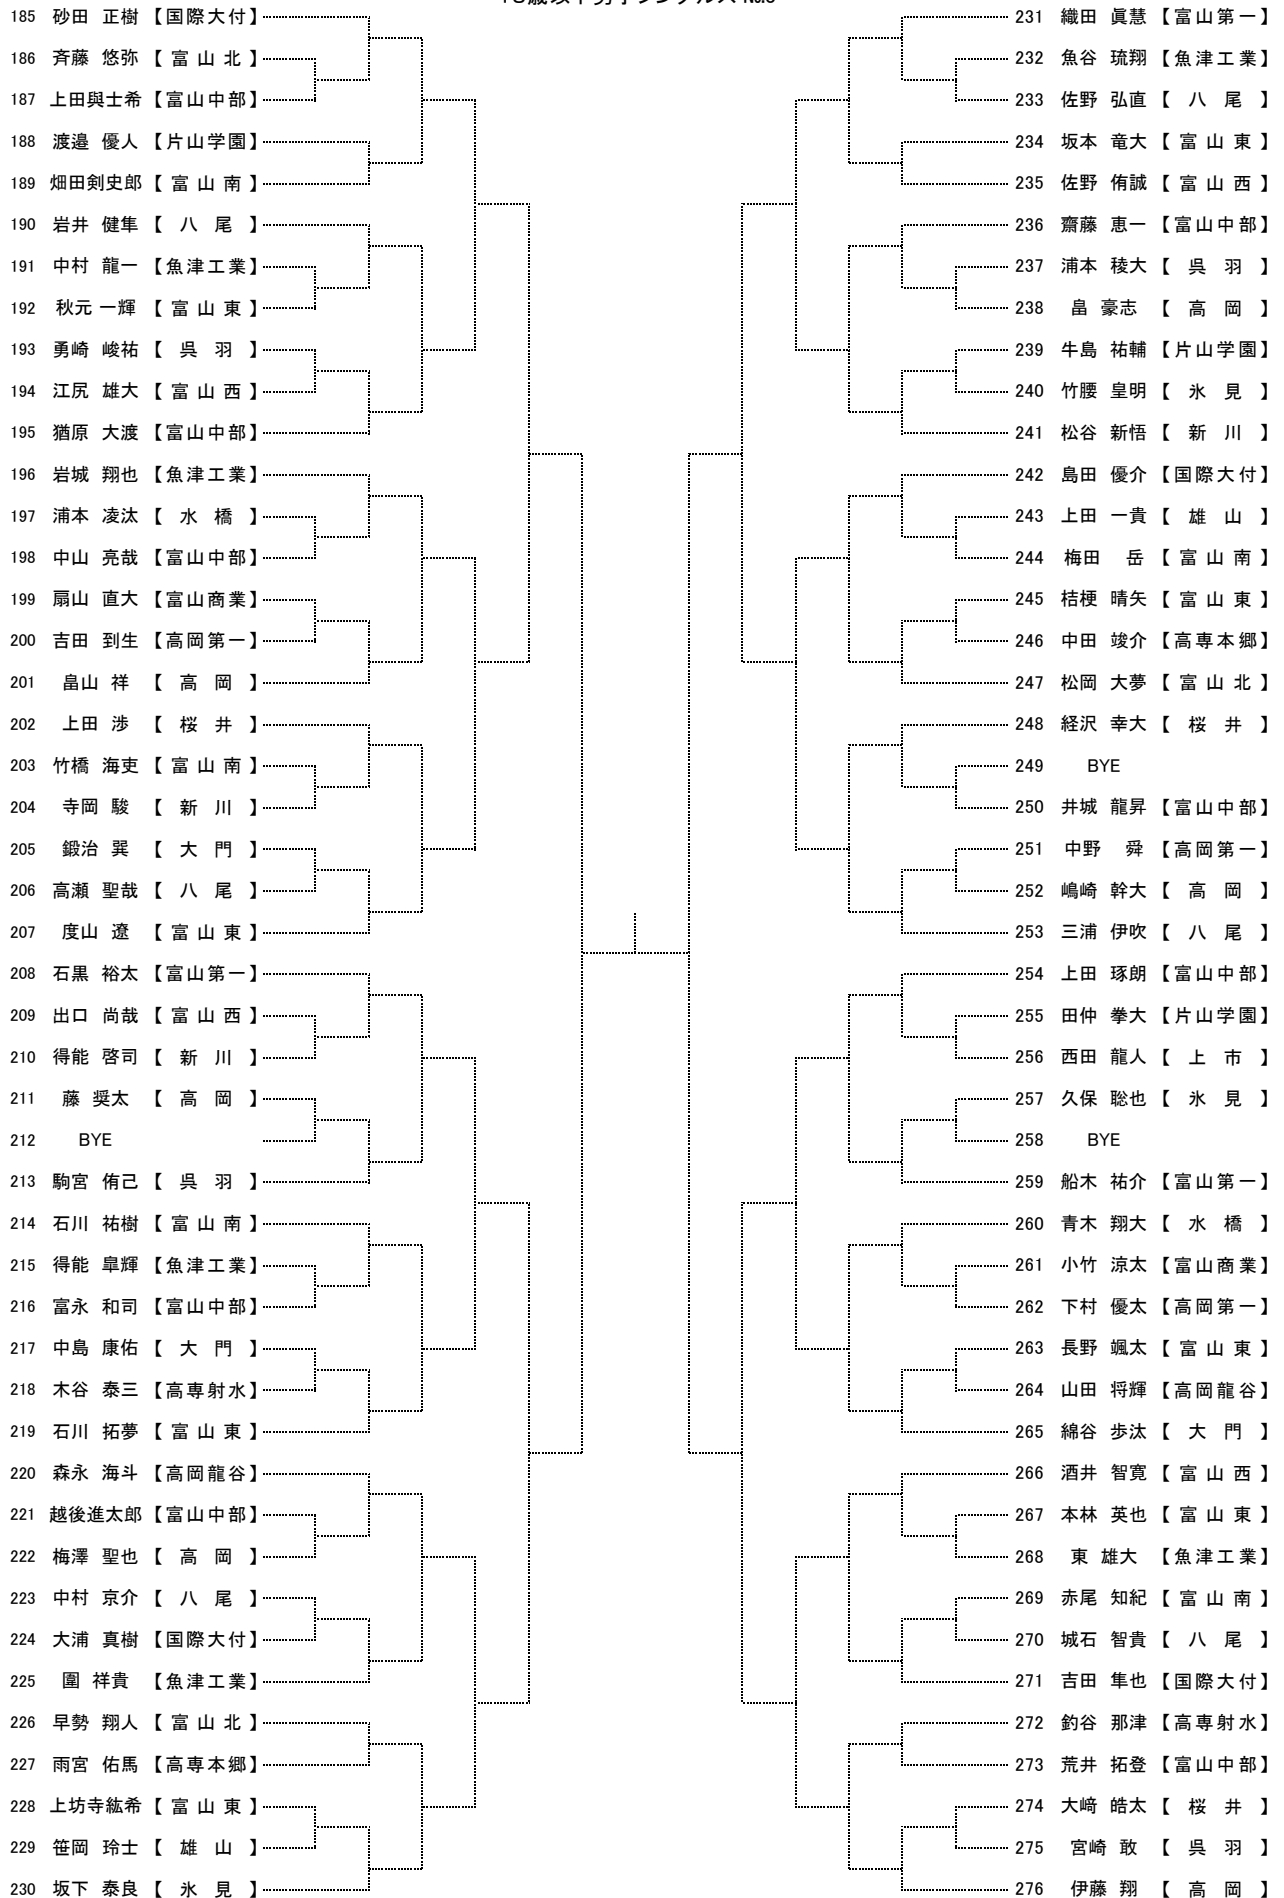 185 砂田 正樹 【国際大付】
186 斉藤 悠弥 【 富 山 北 】
187 上田與士希 【富山中部】
188 渡邉 優人 【片山学園】
189 畑田剣史郎 【 富 山 南 】
190 岩井 健隼 【 八 尾 】
191 中村 龍一 【魚津工業】
192 秋元 一輝 【 富 山 東 】
193 勇崎 峻祐 【 呉 羽 】
194 江尻 雄大 【 富 山 西 】
195 猶原 大渡 【富山中部】
196 岩城 翔也 【魚津工業】
197 浦本 凌汰 【 水 橋 】
198 中山 亮哉 【富山中部】
199 扇山 直大 【富山商業】
200 吉田 到生 【高岡第一】
201 畠山 祥 【 高 岡 】
202 上田 渉 【 桜 井 】
203 竹橋 海吏 【 富 山 南 】
204 寺岡 駿 【 新 川 】
205 鍛治 巽 【 大 門 】
206 高瀬 聖哉 【 八 尾 】
207 度山 遼 【 富 山 東 】
208 石黒 裕太 【富山第一】
209 出口 尚哉 【 富 山 西 】
210 得能 啓司 【 新 川 】
211 藤 奨太 【 高 岡 】
212 BYE
213 駒宮 侑己 【 呉 羽 】
214 石川 祐樹 【 富 山 南 】
215 得能 皐輝 【魚津工業】
216 富永 和司 【富山中部】
217 中島 康佑 【 大 門 】
218 木谷 泰三 【高専射水】
219 石川 拓夢 【 富 山 東 】
220 森永 海斗 【高岡龍谷】
221 越後進太郎 【富山中部】
222 梅澤 聖也 【 高 岡 】
223 中村 京介 【 八 尾 】
224 大浦 真樹 【国際大付】
225 圍 祥貴 【魚津工業】
226 早勢 翔人 【 富 山 北 】
227 雨宮 佑馬 【高専本郷】
228 上坊寺紘希 【 富 山 東 】
229 笹岡 玲士 【 雄 山 】
230 坂下 泰良 【 氷 見 】
231 織田 眞慧 【富山第一】
232 魚谷 琉翔 【魚津工業】
233 佐野 弘直 【 八 尾 】
234 坂本 竜大 【 富 山 東 】
235 佐野 侑誠 【 富 山 西 】
236 齋藤 恵一 【富山中部】
237 浦本 稜大 【 呉 羽 】
238 畠 豪志 【 高 岡 】
239 牛島 祐輔 【片山学園】
240 竹腰 皇明 【 氷 見 】
241 松谷 新悟 【 新 川 】
242 島田 優介 【国際大付】
243 上田 一貴 【 雄 山 】
244 梅田 岳 【 富 山 南 】
245 桔梗 晴矢 【 富 山 東 】
246 中田 竣介 【高専本郷】
247 松岡 大夢 【 富 山 北 】
248 経沢 幸大 【 桜 井 】
249 BYE
250 井城 龍昇 【富山中部】
251 中野 舜 【高岡第一】
252 嶋崎 幹大 【 高 岡 】
253 三浦 伊吹 【 八 尾 】
254 上田 琢朗 【富山中部】
255 田仲 拳大 【片山学園】
256 西田 龍人 【 上 市 】
257 久保 聡也 【 氷 見 】
258 BYE
259 船木 祐介 【富山第一】
260 青木 翔大 【 水 橋 】
261 小竹 涼太 【富山商業】
262 下村 優太 【高岡第一】
263 長野 颯太 【 富 山 東 】
264 山田 将輝 【高岡龍谷】
265 綿谷 歩汰 【 大 門 】
266 酒井 智寛 【 富 山 西 】
267 本林 英也 【 富 山 東 】
268 東 雄大 【魚津工業】
269 赤尾 知紀 【 富 山 南 】
270 城石 智貴 【 八 尾 】
271 吉田 隼也 【国際大付】
272 釣谷 那津 【高専射水】
273 荒井 拓登 【富山中部】
274 大﨑 皓太 【 桜 井 】
275 宮崎 敢 【 呉 羽 】
276 伊藤 翔 【 高 岡 】